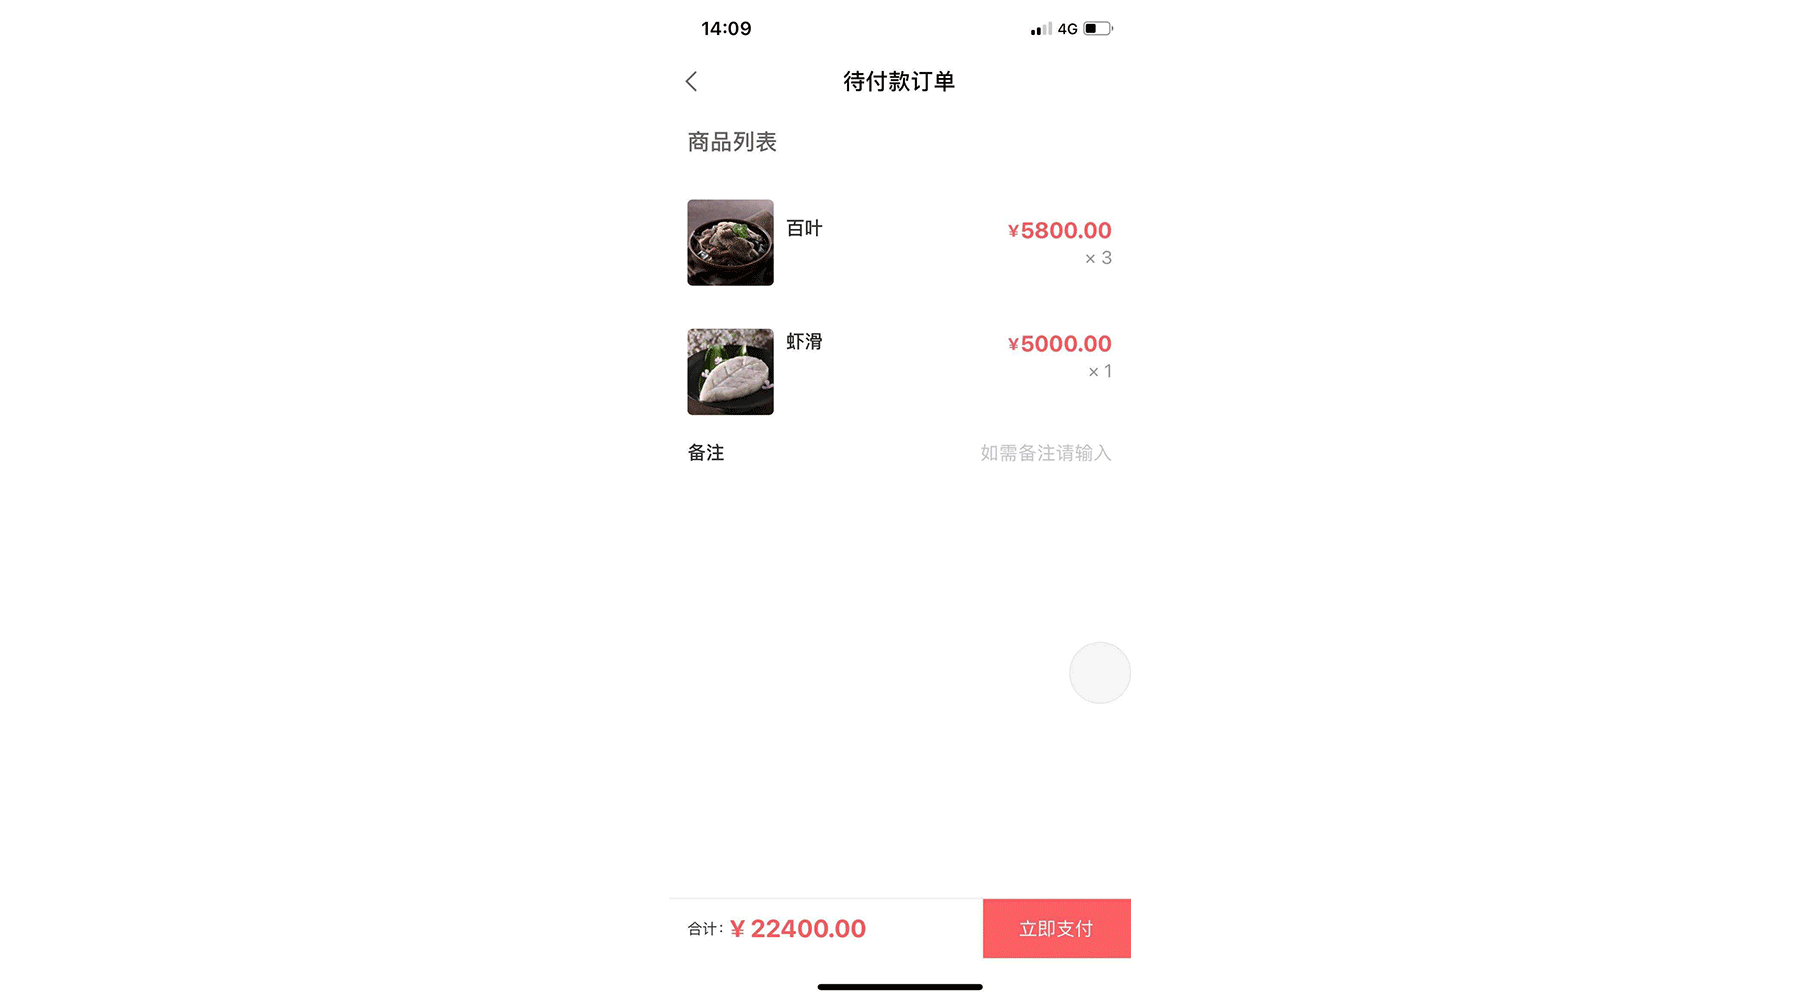 14:09 4G
待付款订单
商品列表
百叶 ¥5800.00
× 3
虾滑 ¥5000.00
× 1
备注 如需备注请输入
合计: ¥ 22400.00 立即支付